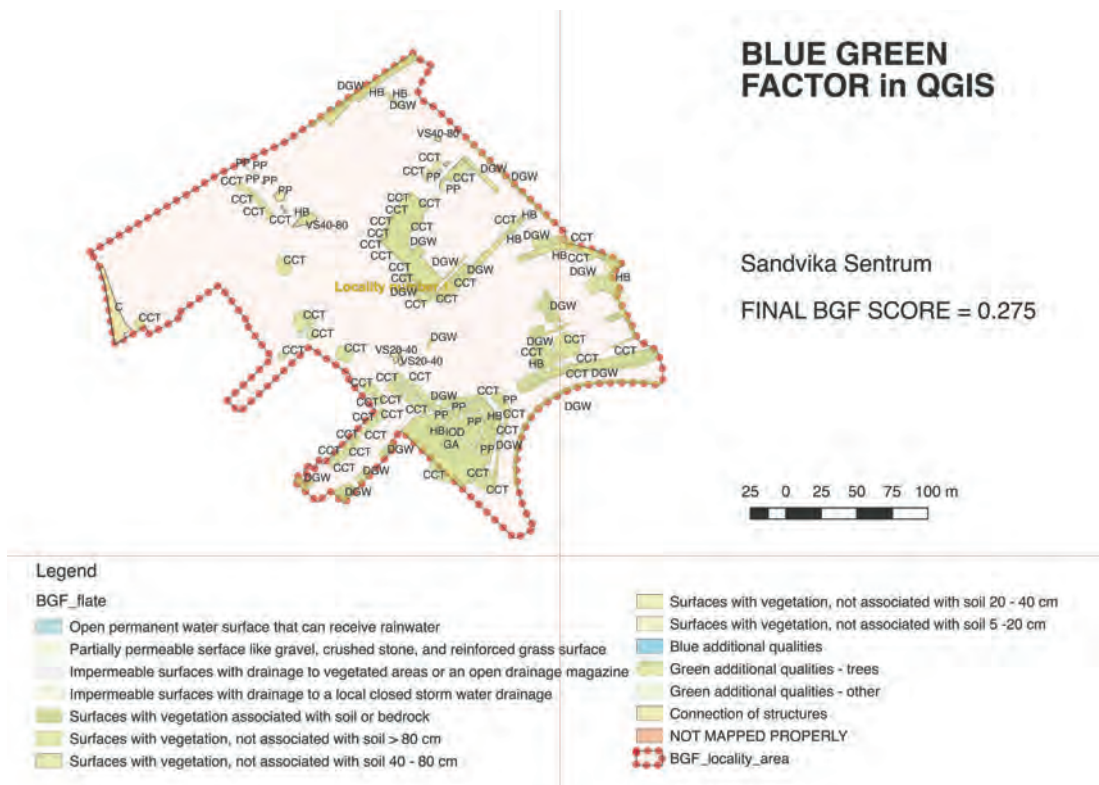 BLUE GREEN
FACTOR in QGIS
Sandvika Sentrum
FINAL BGF SCORE = 0.275
25 0 25 50 75 100 m
DGW
HB HB
DGW
VS40-80
PP PP
CCT PP PP
PP
CCT
CCT HB
CCT VS40-80
CCT
CCT
CCT PP CCT DGW DGW
PP
CCT
CCT CCT
CCT
CCT CCT
CCT DGW
CCT
CCT
CCT DGW
DGW
DGW CCT
CCT CCT
Locality number
CCT HB
HB DGW CCT
HB CCT
DGW HB
C
CCT
CCT
CCT
CCT CCT
VS20-40
VS20-40
DGW
DGW
DGW CCT
CCT CCT
HB
CCT DGW
DGW
CCT CCT CCT
CCT CCT CCT DGW PP CCT PP
CCT CCT PP PP HB CCT
CCT CCT HB IOD CCT
GA PP DGW
CCT CCT DGW
DGW CCT DGW CCT CCT
DGW CCT
Legend
BGF_flate
Open permanent water surface that can receive rainwater
Partially permeable serface like gravel, crushed stone, and reinforced grass surface
Impermeable surfaces with drainage to vegetated areas or an open drainage magazine
Impermeable surfaces with drainage to a local closed storm water drainage
Surfaces with vegetation associated with soil or bedrock
Surfaces with vegetation, not associated with soil > 80 cm
Surfaces with vegetation, not associated with soil 40 - 80 cm
Surfaces with vegetation, not associated with soil 20 - 40 cm
Surfaces with vegetation, not associated with soil 5 -20 cm
Blue additional qualities
Green additional qualities - trees
Green additional qualities - other
Connection of structures
NOT MAPPED PROPERLY
BGF_locality_area